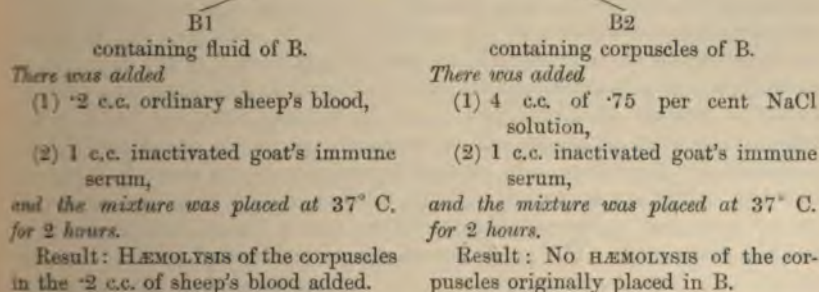 B1
containing fluid of B.
There was added
(1) ·2 c.c. ordinary sheep's blood,
(2) 1 c.c. inactivated goat's immune
serum,
and the mixture was placed at 37° C.
for 2 hours.
Result: HÆMOLYSIS of the corpuscles
in the ·2 c.c. of sheep's blood added.
B2
containing corpuscles of B.
There was added
(1) 4 c.c. of ·75 per cent NaCl
solution,
(2) 1 c.c. inactivated goat's immune
serum,
and the mixture was placed at 37° C.
for 2 hours.
Result: No HÆMOLYSIS of the cor-
puscles originally placed in B.